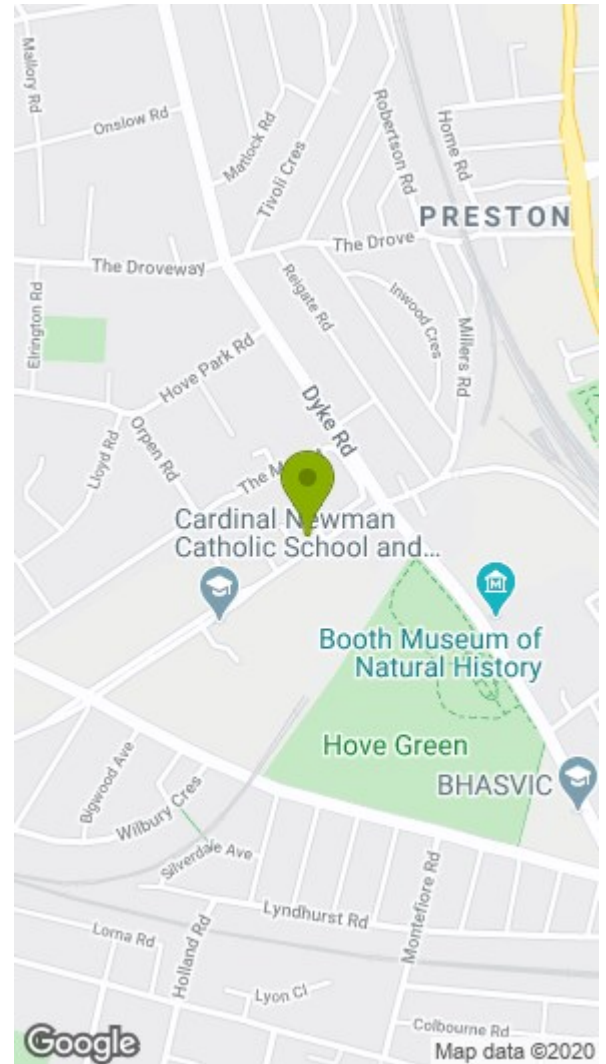 Mallory Rd
Onslow Rd
Matlock Rd
Tivoli Cres
Robertson Rd
Home Rd
PRESTON
The Drove
The Droveway
Reigate Rd
Inwood Cres
Millers Rd
Elrington Rd
Hove Park Rd
Dyke Rd
Lloyd Rd
Orpen Rd
The M
Cardinal Newman
Catholic School and...
Booth Museum of
Natural History
Hove Green
BHASVIC
Bigwood Ave
Wilbury Cres
Silverdale Ave
Lyndhurst Rd
Montefiore Rd
Lorna Rd
Holland Rd
Lyon Cl
Colbourne Rd
Google
Map data ©2020